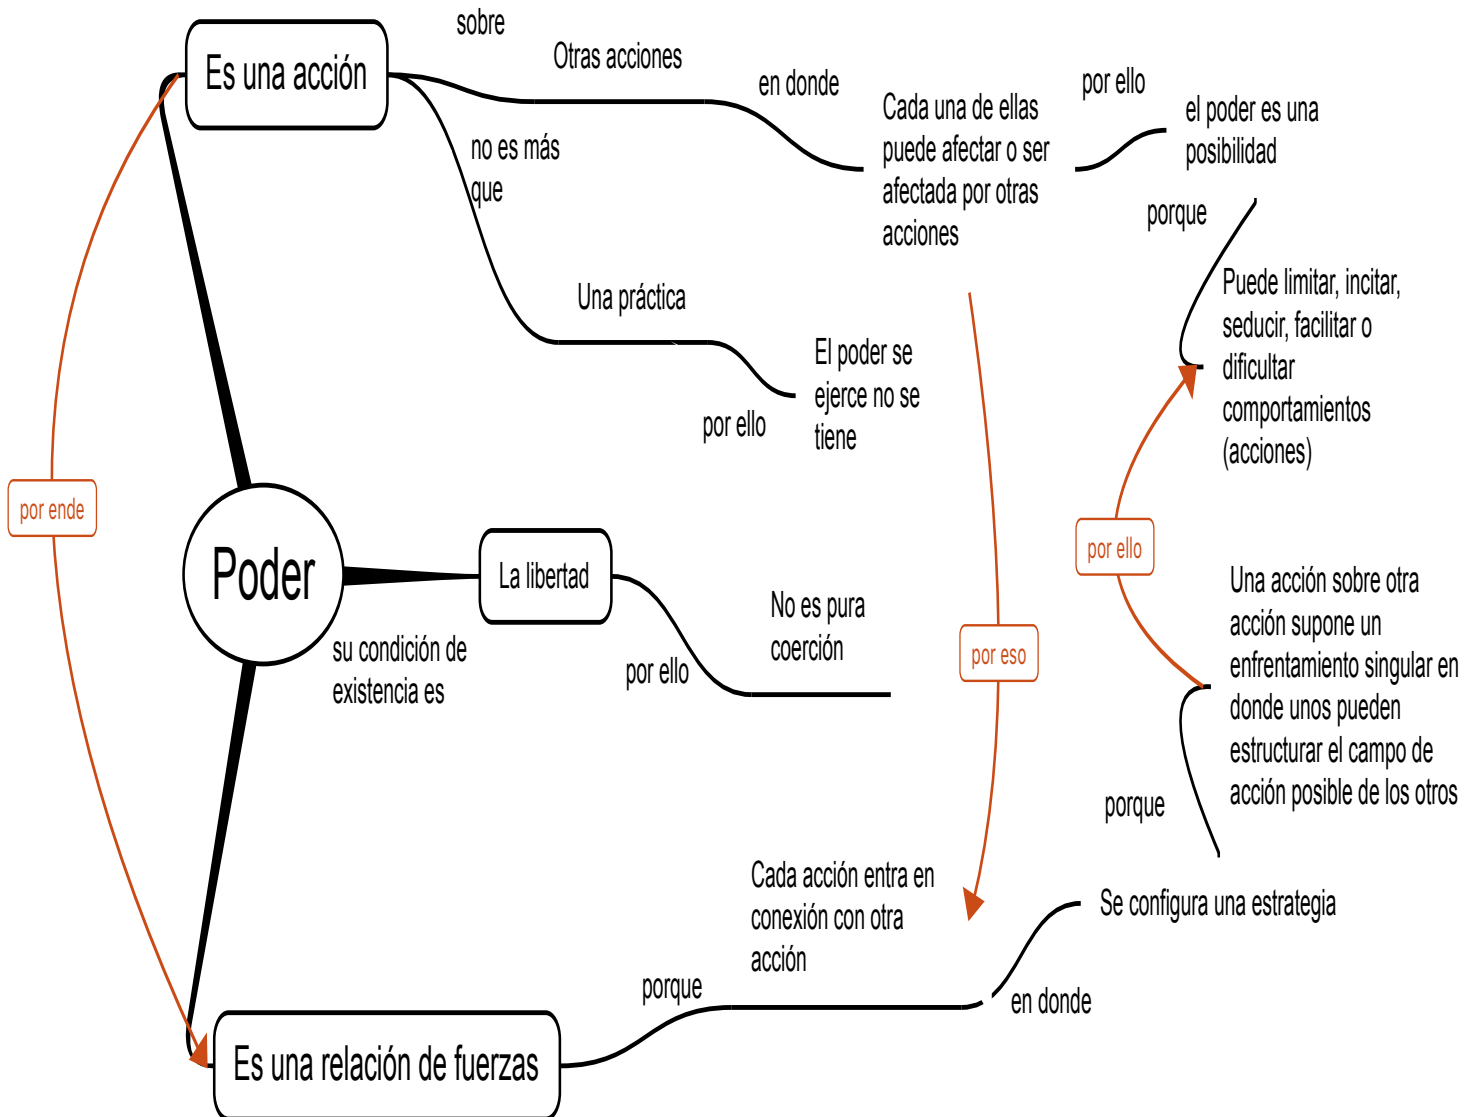 sobre
Es una acción
Otras acciones
en donde
por ello
Cada una de ellas
puede afectar o ser
afectada por otras
acciones
el poder es una
posibilidad
no es más
que
porque
Una práctica
Puede limitar, incitar,
seducir, facilitar o
dificultar
comportamientos
(acciones)
El poder se
ejerce no se
tiene
por ello
por ende
por ello
Poder
La libertad
su condición de
existencia es
No es pura
coerción
por ello
por eso
Una acción sobre otra
acción supone un
enfrentamiento singular en
donde unos pueden
estructurar el campo de
acción posible de los otros
porque
Cada acción entra en
conexión con otra
acción
Se configura una estrategia
porque
en donde
Es una relación de fuerzas